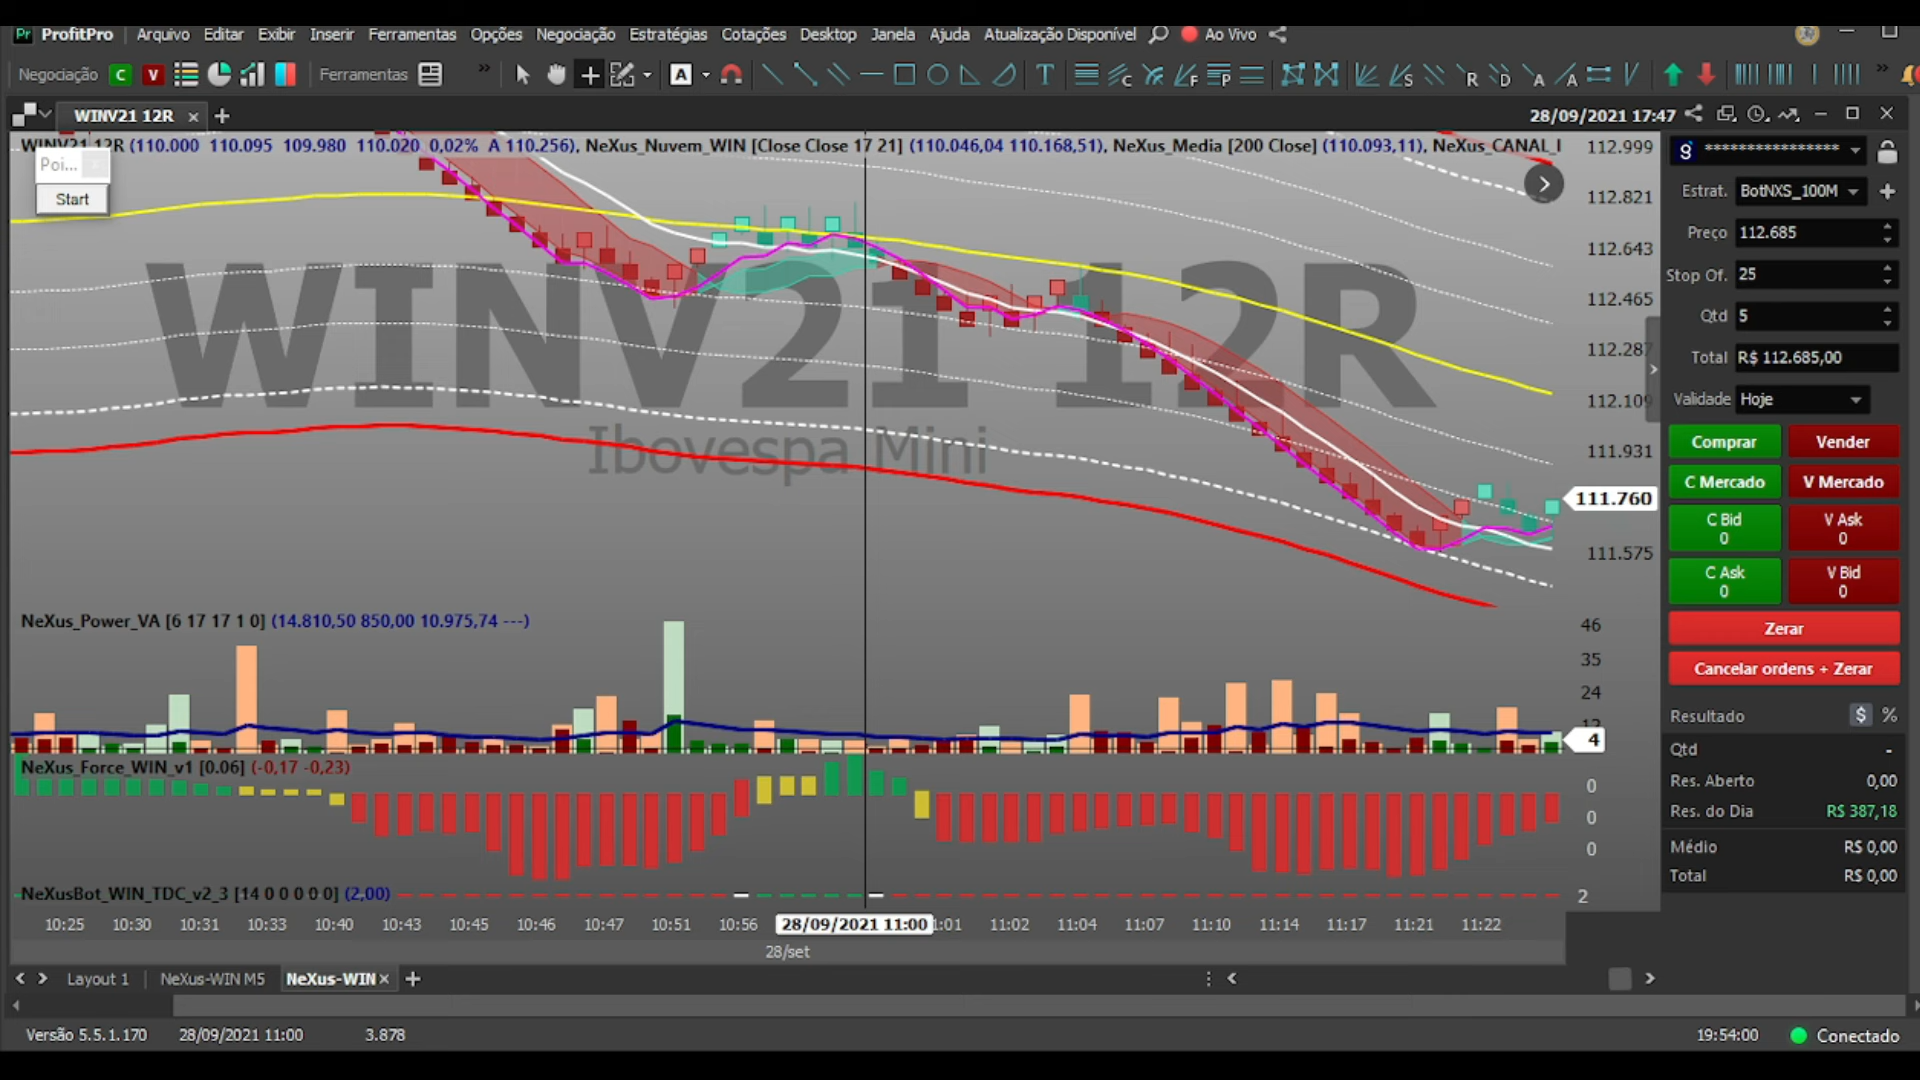 Pr ProfitPro Arquivo Editar Exibir Inserir Ferramentas Opções Negociação Estratégias Cotações Desktop Janela Ajuda Atualização Disponível Ao Vivo
Negociação C V Ferramentas » A T C F P S R D A A »
WINV21 12R × + 28/09/2021 17:47
WINV21 12R (110.000 110.095 109.980 110.020 0,02% A 110.256), NeXus_Nuvem_WIN [Close Close 17 21] (110.046,04 110.168,51), NeXus_Media [200 Close] (110.093,11), NeXus_CANAL_I
Poi...
Start
WINV21 12R
Ibovespa Mini
112.999
112.821
112.643
112.465
112.287
112.109
111.931
111.760
111.575
NeXus_Power_VA [6 17 17 1 0] (14.810,50 850,00 10.975,74 ---)
46
35
24
12
4
NeXus_Force_WIN_v1 [0.06] (-0,17 -0,23)
0
0
0
NeXusBot_WIN_TDC_v2_3 [14 0 0 0 0 0] (2,00)
2
10:25 10:30 10:31 10:33 10:40 10:43 10:45 10:46 10:47 10:51 10:56 28/09/2021 11:00 1:01 11:02 11:04 11:07 11:10 11:14 11:17 11:21 11:22
28/set
****************
Estrat. BotNXS_100M
Preço 112.685
Stop Of. 25
Qtd 5
Total R$ 112.685,00
Validade Hoje
Comprar Vender
C Mercado V Mercado
C Bid V Ask
0 0
C Ask V Bid
0 0
Zerar
Cancelar ordens + Zerar
Resultado $ %
Qtd -
Res. Aberto 0,00
Res. do Dia R$ 387,18
Médio R$ 0,00
Total R$ 0,00
Layout 1 NeXus-WIN M5 NeXus-WIN × +
Versão 5.5.1.170 28/09/2021 11:00 3.878 19:54:00 Conectado